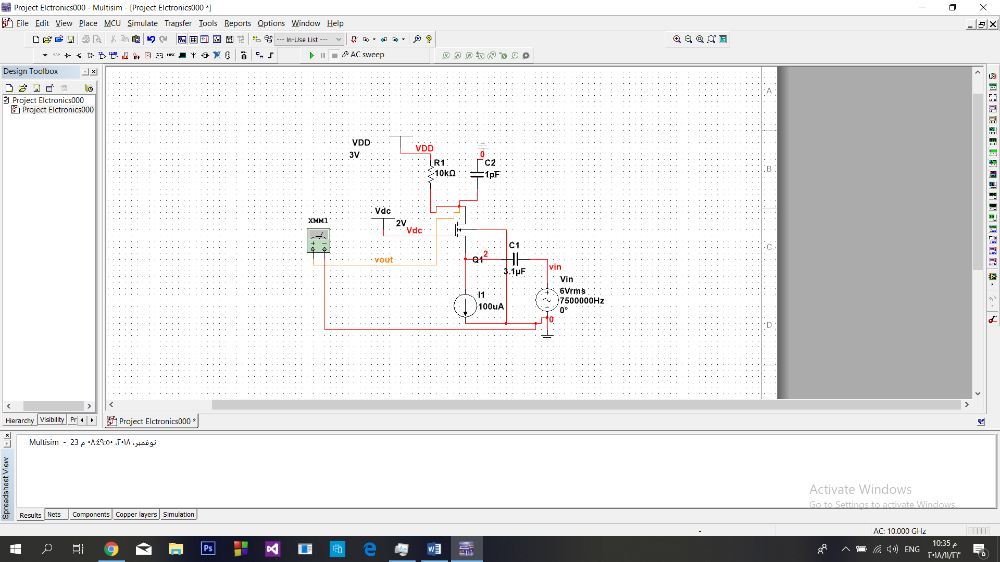 Project Elctronics000 - Multisim - [Project Elctronics000 *]
File Edit View Place MCU Simulate Transfer Tools Reports Options Window Help
--- In-Use List ---
MISC
AC sweep
Design Toolbox
Project Elctronics000
Project Elctronics000
A
B
C
D
VDD
3V
VDD
0
R1
10kΩ
C2
1pF
Vdc
2V
Vdc
XMM1
vout
C1
2
Q1
3.1µF
vin
Vin
6Vrms
7500000Hz
0°
I1
100uA
0
Hierarchy Visibility Pr
Project Elctronics000 *
Multisim - 23 نوفمبر، ٢٠١٨، ٠٨:٤٩:٥٠ م
Spreadsheet View
Activate Windows
Go to Settings to activate Windows.
Results Nets Components Copper layers Simulation
- AC: 10.000 GHz
ENG
10:35 م
٢٠١٨/١١/٢٣